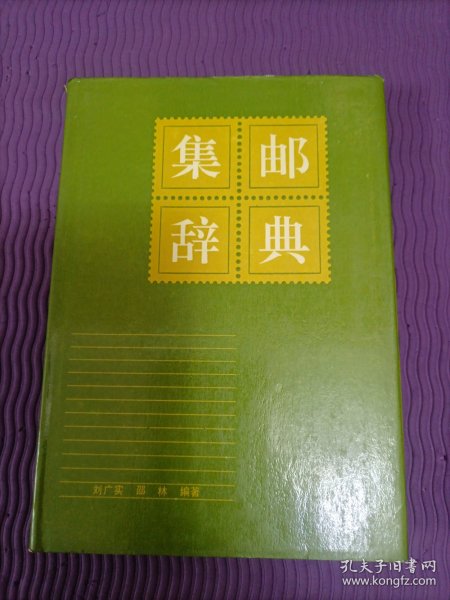 集邮
辞典
刘广实 邵 林 编著
孔夫子旧书网
www.kongfz.com